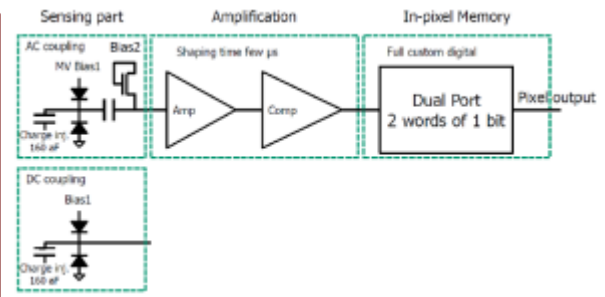 Sensing part
Amplification
In-pixel Memory
AC coupling
Bias2
MV Bias1
Charge inj.
160 aF
Shaping time few µs
Amp
Comp
Full custom digital
Dual Port
2 words of 1 bit
Pixel output
DC coupling
Bias1
Charge inj.
160 aF